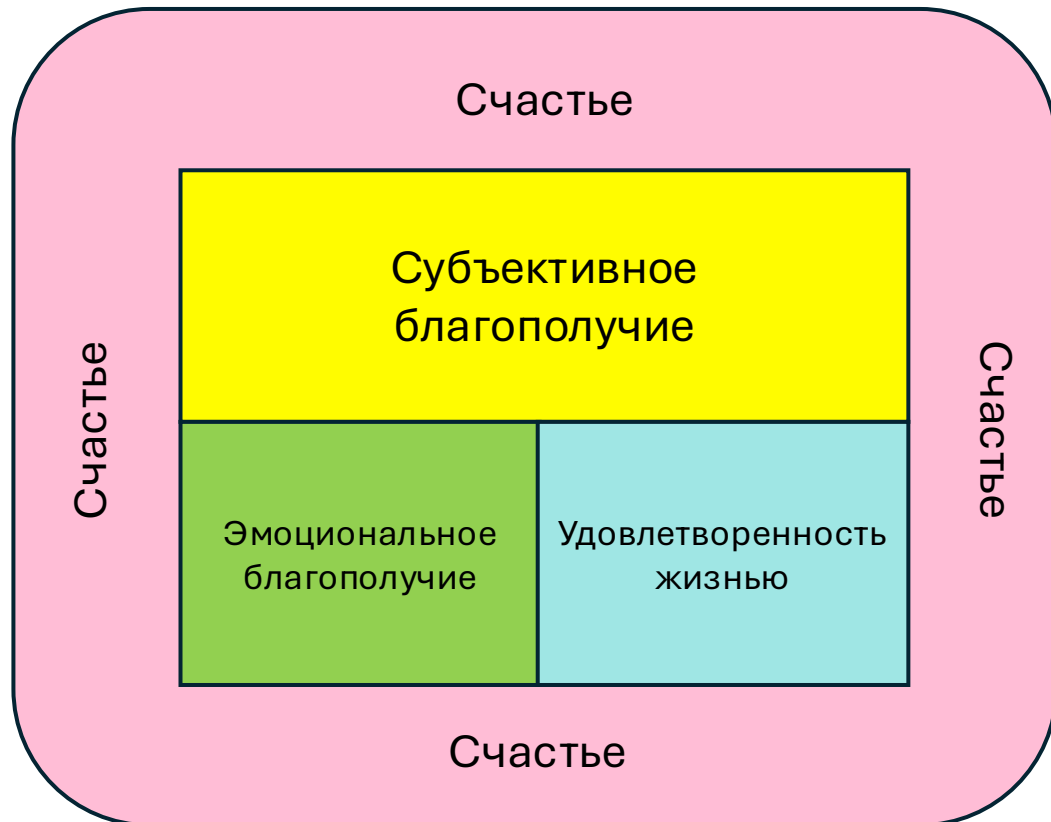 Счастье
Субъективное
благополучие
Счастье
Счастье
Эмоциональное
благополучие
Удовлетворенность
жизнью
Счастье